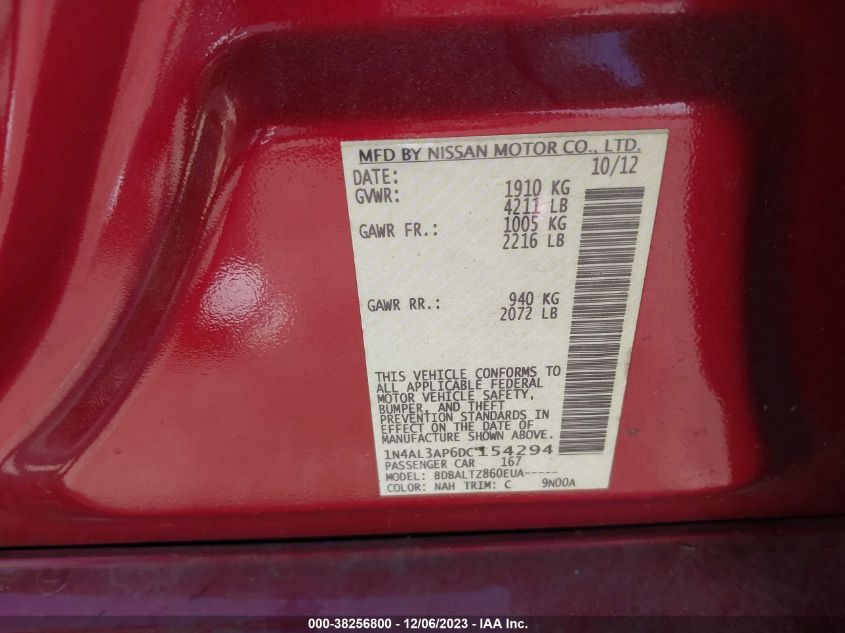 MFD BY NISSAN MOTOR CO., LTD.
DATE: 10/12
GVWR: 1910 KG
4211 LB
GAWR FR.: 1005 KG
2216 LB
GAWR RR.: 940 KG
2072 LB
THIS VEHICLE CONFORMS TO
ALL APPLICABLE FEDERAL
MOTOR VEHICLE SAFETY,
BUMPER, AND THEFT
PREVENTION STANDARDS IN
EFFECT ON THE DATE OF
MANUFACTURE SHOWN ABOVE.
1N4AL3AP6DC154294
PASSENGER CAR 167
MODEL: BDBALTZ860EUA-----
COLOR: NAH TRIM: C 9N00A
000-38256800 - 12/06/2023 - IAA Inc.